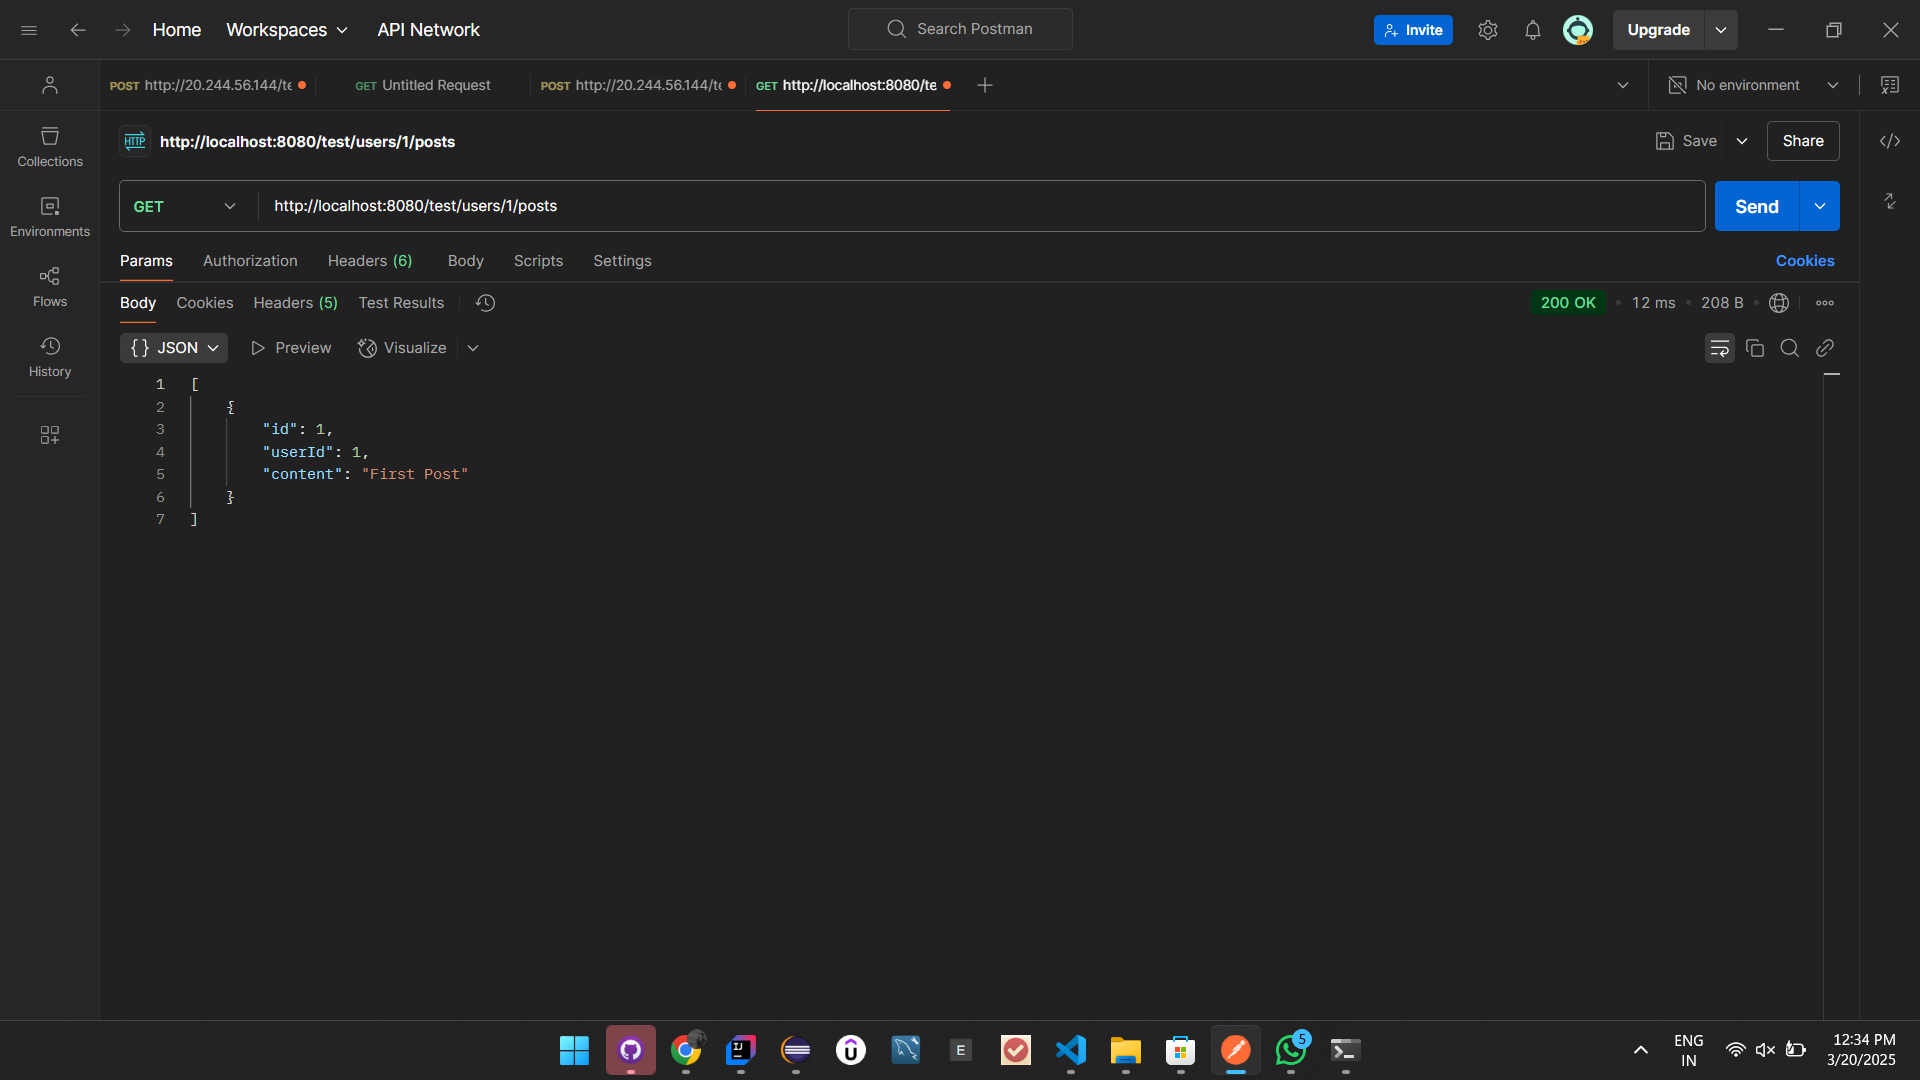 Home Workspaces API Network Search Postman Invite Upgrade
POST http://20.244.56.144/te GET Untitled Request POST http://20.244.56.144/te GET http://localhost:8080/te No environment
HTTP http://localhost:8080/test/users/1/posts Save Share
Collections
GET http://localhost:8080/test/users/1/posts Send
Environments
Params Authorization Headers (6) Body Scripts Settings Cookies
Flows
Body Cookies Headers (5) Test Results 200 OK • 12 ms • 208 B •
{} JSON Preview Visualize
History
1 [
2 {
3 "id": 1,
4 "userId": 1,
5 "content": "First Post"
6 }
7 ]
IJ E 5
ENG
IN
12:34 PM
3/20/2025